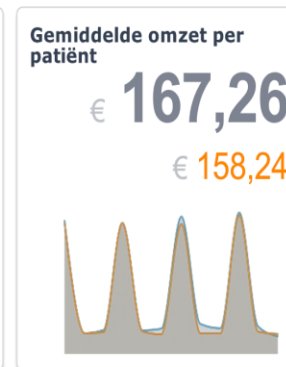 Gemiddelde omzet per
patiënt
€ 167,26
€ 158,24